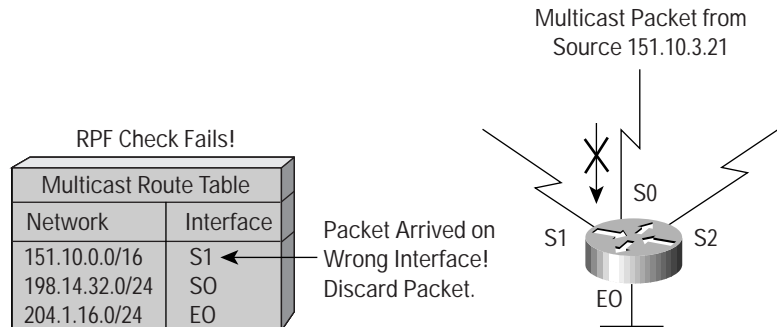 Multicast Packet from
Source 151.10.3.21
RPF Check Fails!
Multicast Route Table
Network Interface
151.10.0.0/16 S1
198.14.32.0/24 SO
204.1.16.0/24 EO
Packet Arrived on
Wrong Interface!
Discard Packet.
S0
S1
S2
EO